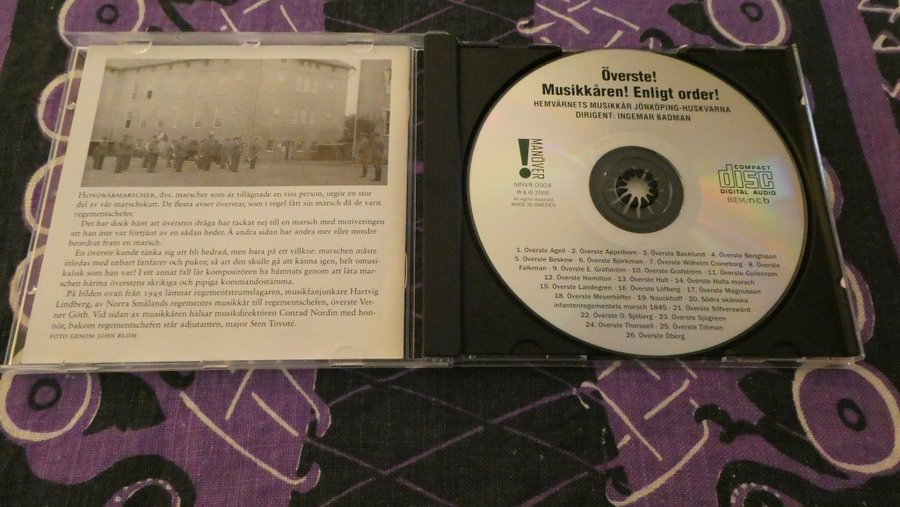 HONORÄRMARSCHER, dvs. marscher som är tillägnade en viss person, utgör en stor
del av vår marschskatt. De flesta avser överstar, som i regel fått sin marsch då de varit
regementschefer.
Det har dock hänt att översten ifråga har tackat nej till en marsch med motiveringen
att han inte var förtjänt av en sådan heder. Å andra sidan har andra mer eller mindre
beordrat fram en marsch.
En överste kunde tänka sig att bli hedrad, men bara på ett villkor: marschen måste
inledas med enbart fanfarer och pukor, så att den skulle gå att känna igen, helt omusi-
kalisk som han var! I ett annat fall lär kompositören ha hämnats genom att låta mar-
schen härma överstens skrikiga och pipiga kommandostämma.
På bilden ovan från 1949 lämnar regementstrumslagaren, musikfanjunkare Hartvig
Lindberg, av Norra Smålands regementes musikkår till regementschefen, överste Ver-
ner Göth. Vid sidan av musikkåren hälsar musikdirektören Conrad Nordin med hon-
nör, bakom regementschefen står adjutanten, major Sten Tovoté.
FOTO GENOM JOHN BLOM
Överste!
Musikkåren! Enligt order!
HEMVÄRNETS MUSIKKÅR JÖNKÖPING-HUSKVARNA
DIRIGENT: INGEMAR BADMAN
MANÖVER
MNVR 0504
℗ & © 2005
All rights reserved
MADE IN SWEDEN
COMPACT
disc
DIGITAL AUDIO
BIEM/n©b
1. Överste Agell · 2. Överste Appelbom · 3. Överste Backlund · 4. Överste Bengtsson
5. Överste Beskow · 6. Överste Björkman · 7. Överste Wilhelm Croneborg · 8. Överste
Falkman · 9. Överste E. Grafström · 10. Överste Grafström · 11. Överste Gyllenram
12. Överste Hamilton · 13. Överste Hult · 14. Överste Hults marsch
15. Överste Landegren · 16. Överste Löfberg · 17. Överste Magnusson
18. Överste Meyerhöffer · 19. Nauckhoff · 20. Södra skånska
infanteriregementets marsch 1845 · 21. Överste Silfverswärd
22. Överste O. Sjöberg · 23. Överste Sjögreen
24. Överste Thorssell · 25. Överste Tillman
26. Överste Öberg